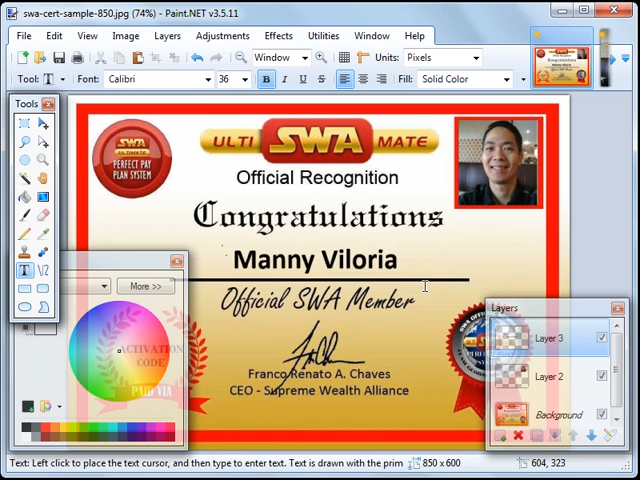 swa-cert-sample-850.jpg (74%) - Paint.NET v3.5.11
File Edit View Image Layers Adjustments Effects Utilities Window Help
Window Units: Pixels
Tool: T Font: Calibri 36 B I U Fill: Solid Color
Tools
SWA
ULTIMATE
PERFECT PAY
PLAN SYSTEM
ULTI SWA MATE
Official Recognition
Congratulations
Manny Viloria
Official SWA Member
Franco Renato A. Chaves
CEO - Supreme Wealth Alliance
More >>
ACTIVATION
CODE
PAID VIA
Layers
Layer 3
Layer 2
Background
Text: Left click to place the text cursor, and then type to enter text. Text is drawn with the prim
850 x 600
604, 323